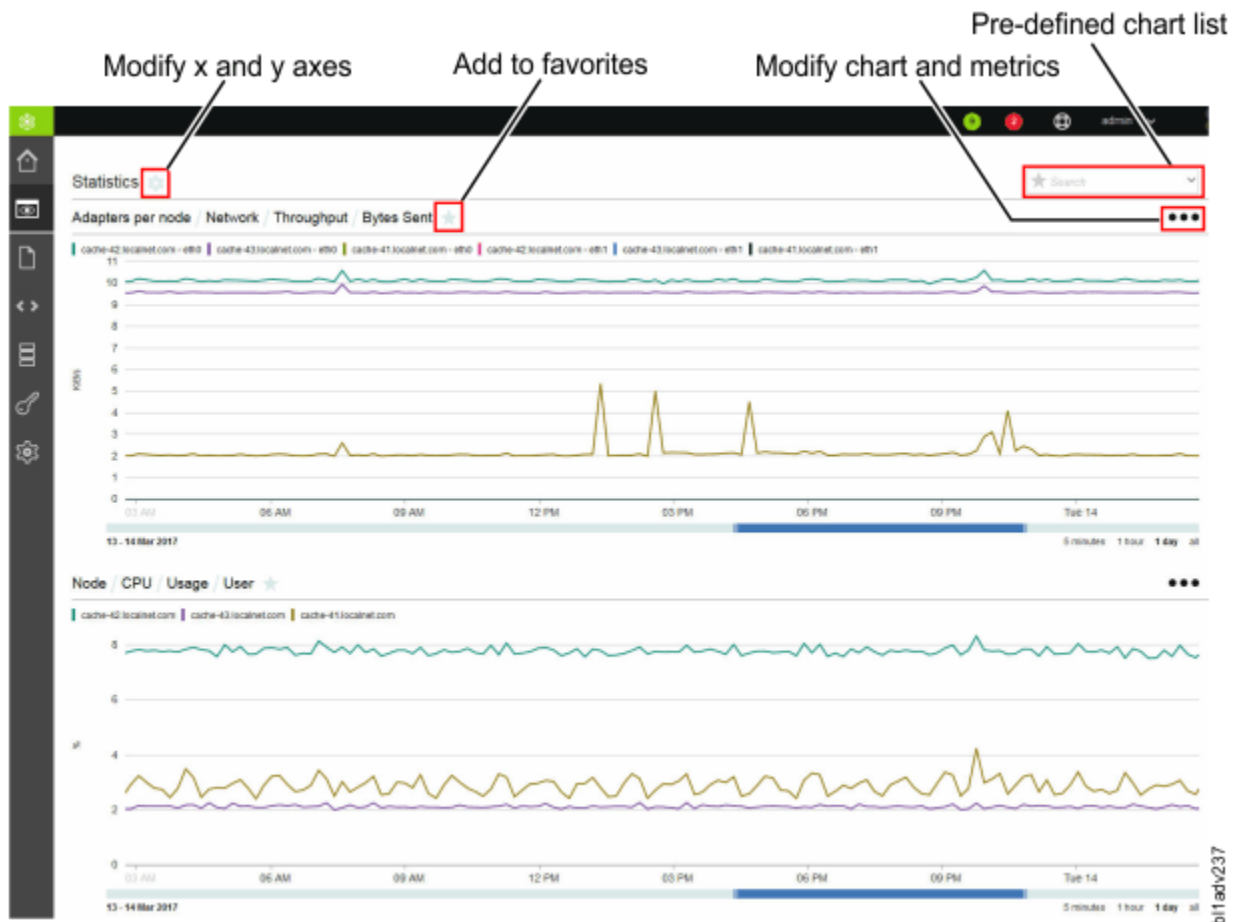 Pre-defined chart list
Modify x and y axes
Add to favorites
Modify chart and metrics
9
2
admin
Statistics
Search
Adapters per node / Network / Throughput / Bytes Sent
cache-42.localnet.com - eth0 cache-43.localnet.com - eth0 cache-41.localnet.com - eth0 cache-42.localnet.com - eth1 cache-43.localnet.com - eth1 cache-41.localnet.com - eth1
11
10
9
8
7
6
5
4
3
2
1
0
03 AM 06 AM 09 AM 12 PM 03 PM 06 PM 09 PM Tue 14
13 - 14 Mar 2017 5 minutes 1 hour 1 day all
Node / CPU / Usage / User
cache-42.localnet.com cache-43.localnet.com cache-41.localnet.com
8
6
%
4
2
0
03 AM 06 AM 09 AM 12 PM 03 PM 06 PM 09 PM Tue 14
13 - 14 Mar 2017 5 minutes 1 hour 1 day all
bl1adv237